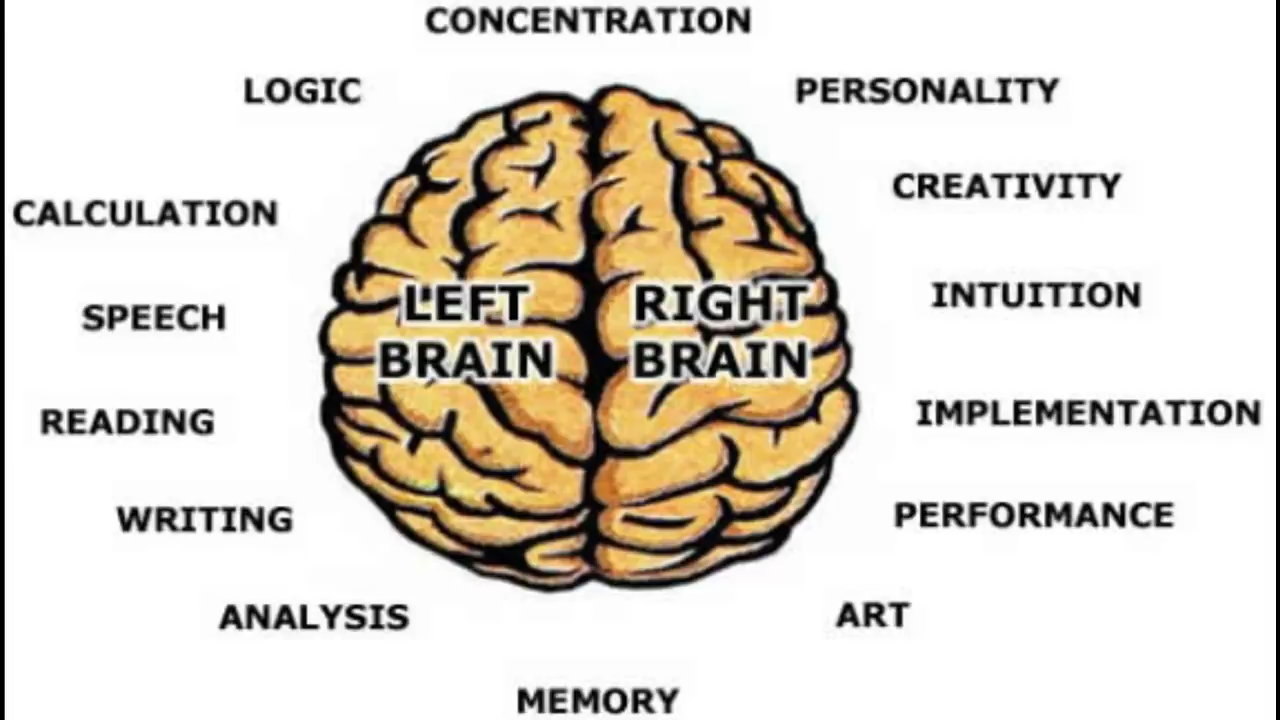 CONCENTRATION
LOGIC
PERSONALITY
CREATIVITY
CALCULATION
INTUITION
LEFT
BRAIN
RIGHT
BRAIN
SPEECH
READING
IMPLEMENTATION
WRITING
PERFORMANCE
ANALYSIS
ART
MEMORY